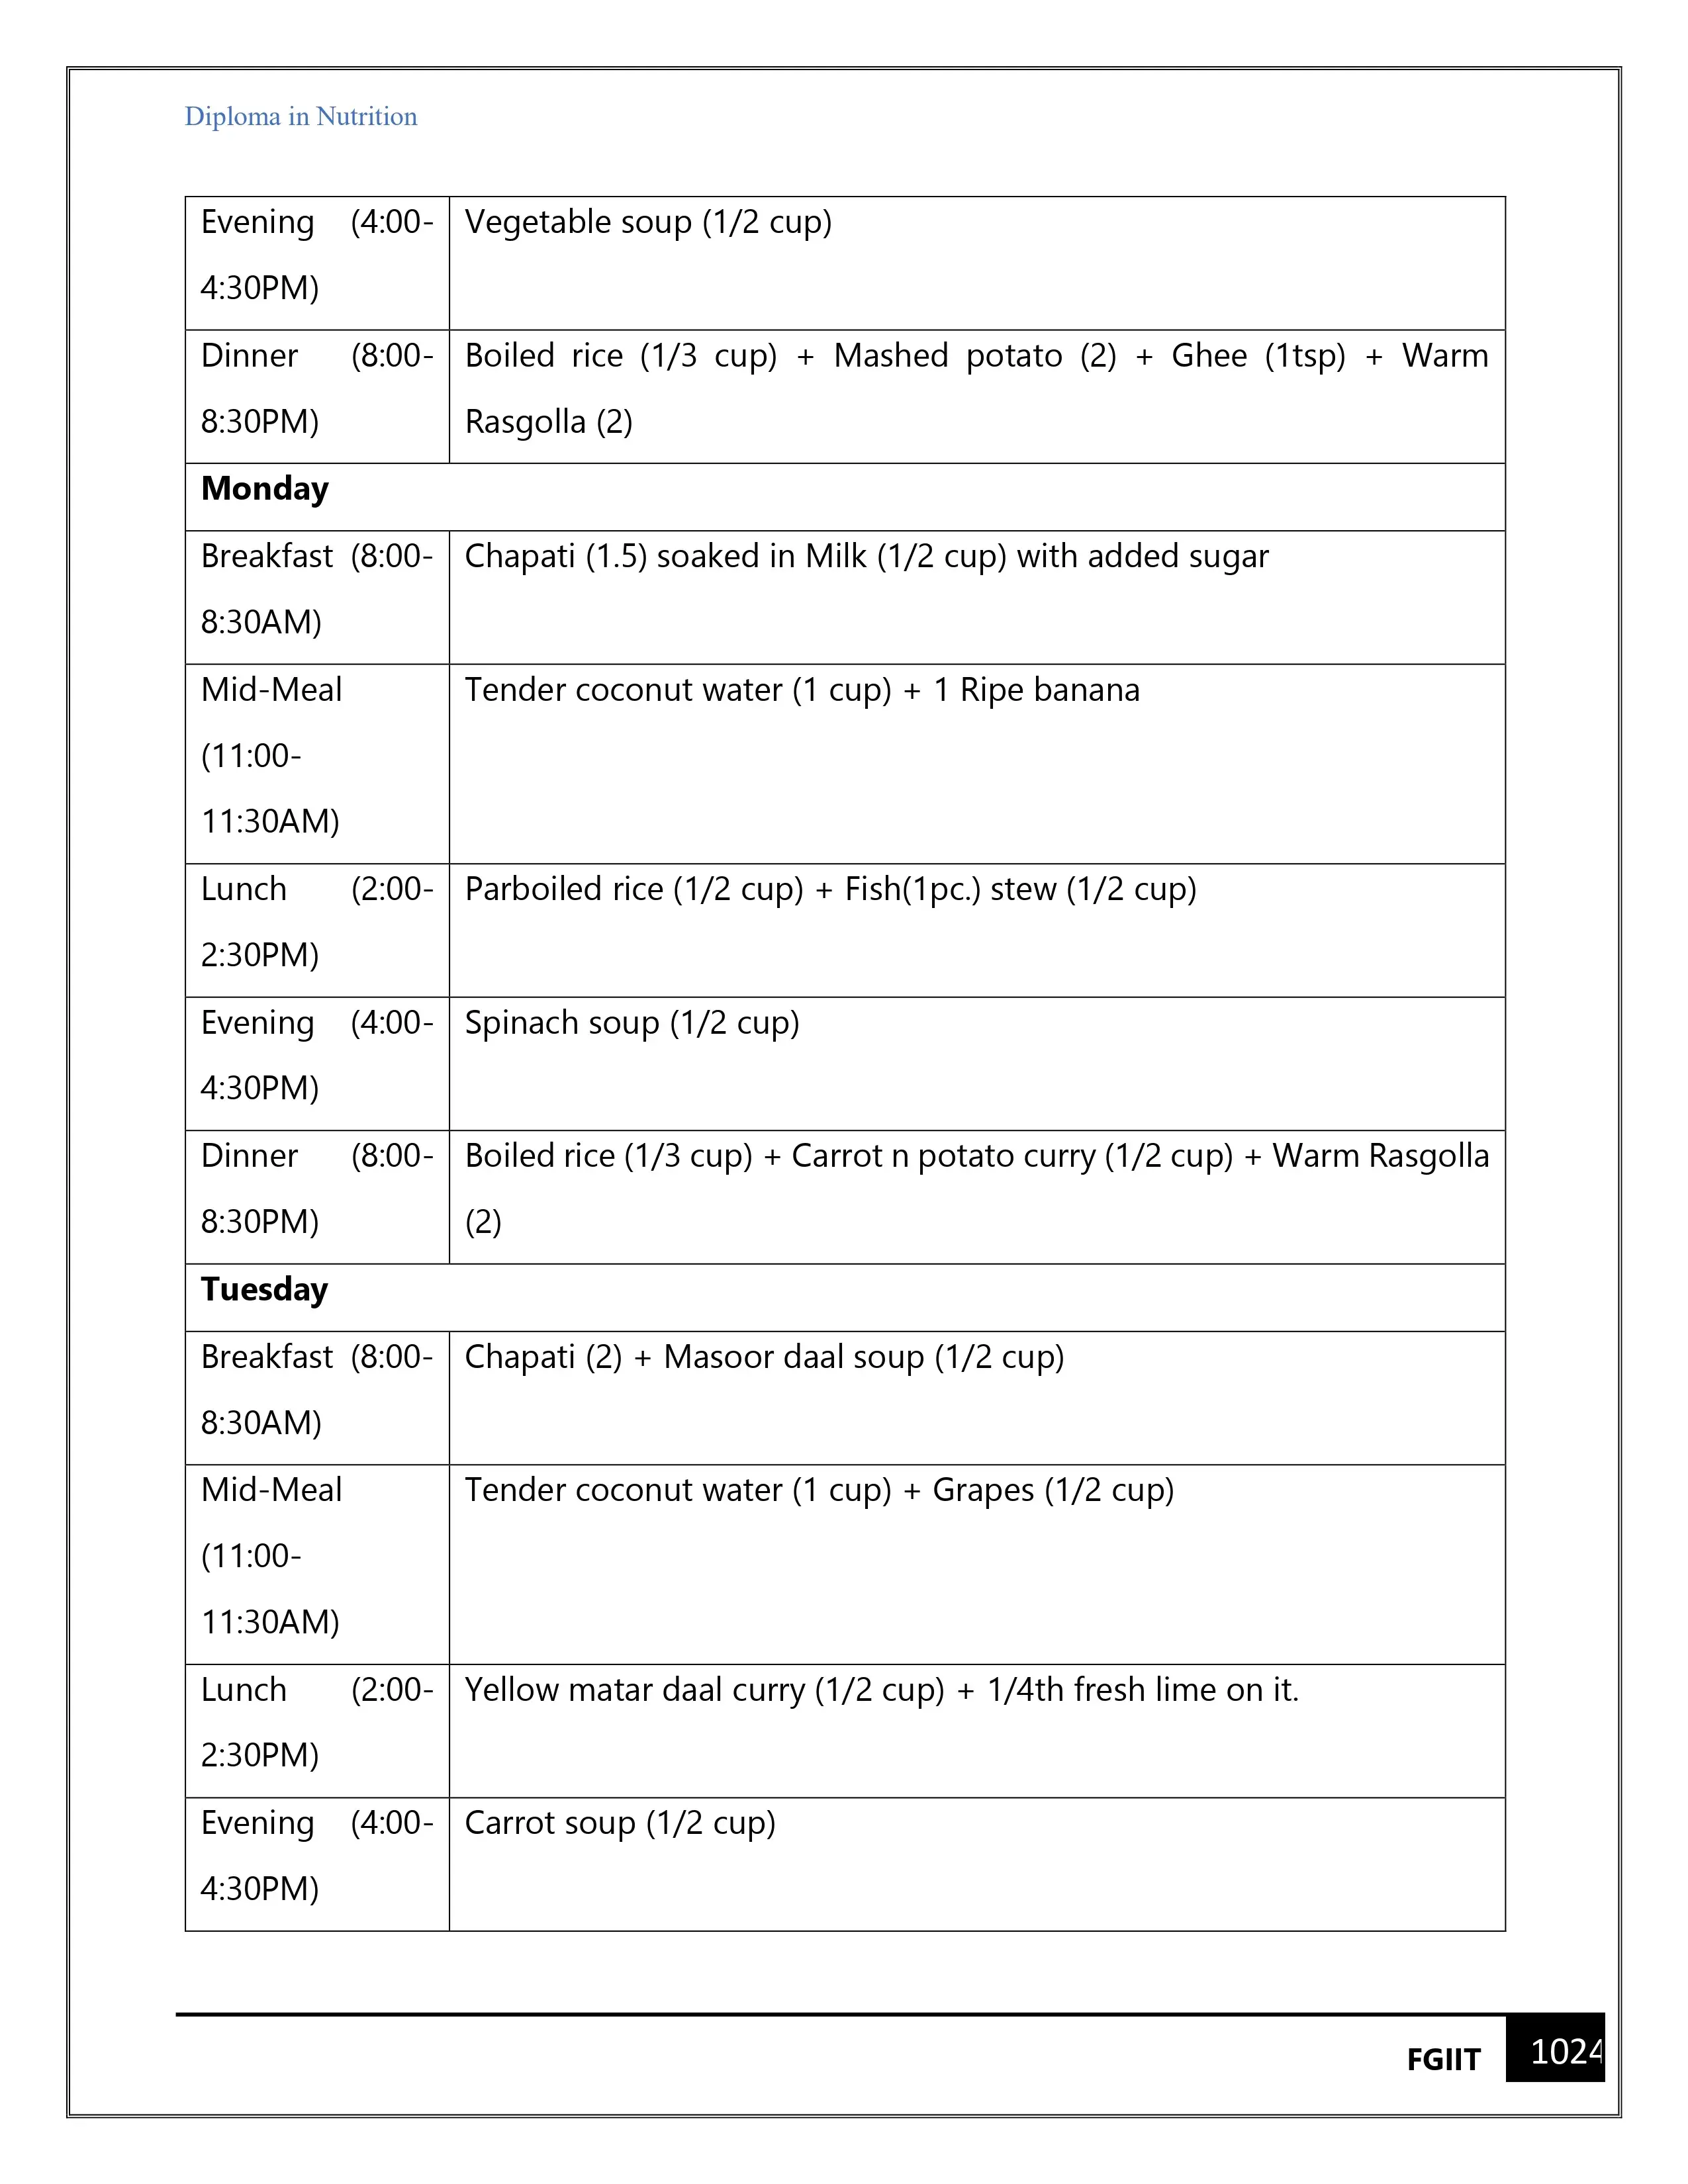 Diploma in Nutrition
Evening (4:00-
4:30PM)
Vegetable soup (1/2 cup)
Dinner (8:00-
8:30PM)
Boiled rice (1/3 cup) + Mashed potato (2) + Ghee (1tsp) + Warm
Rasgolla (2)
Monday
Breakfast (8:00-
8:30AM)
Chapati (1.5) soaked in Milk (1/2 cup) with added sugar
Mid-Meal
(11:00-
11:30AM)
Tender coconut water (1 cup) + 1 Ripe banana
Lunch (2:00-
2:30PM)
Parboiled rice (1/2 cup) + Fish(1pc.) stew (1/2 cup)
Evening (4:00-
4:30PM)
Spinach soup (1/2 cup)
Dinner (8:00-
8:30PM)
Boiled rice (1/3 cup) + Carrot n potato curry (1/2 cup) + Warm Rasgolla
(2)
Tuesday
Breakfast (8:00-
8:30AM)
Chapati (2) + Masoor daal soup (1/2 cup)
Mid-Meal
(11:00-
11:30AM)
Tender coconut water (1 cup) + Grapes (1/2 cup)
Lunch (2:00-
2:30PM)
Yellow matar daal curry (1/2 cup) + 1/4th fresh lime on it.
Evening (4:00-
4:30PM)
Carrot soup (1/2 cup)
FGIIT 1024